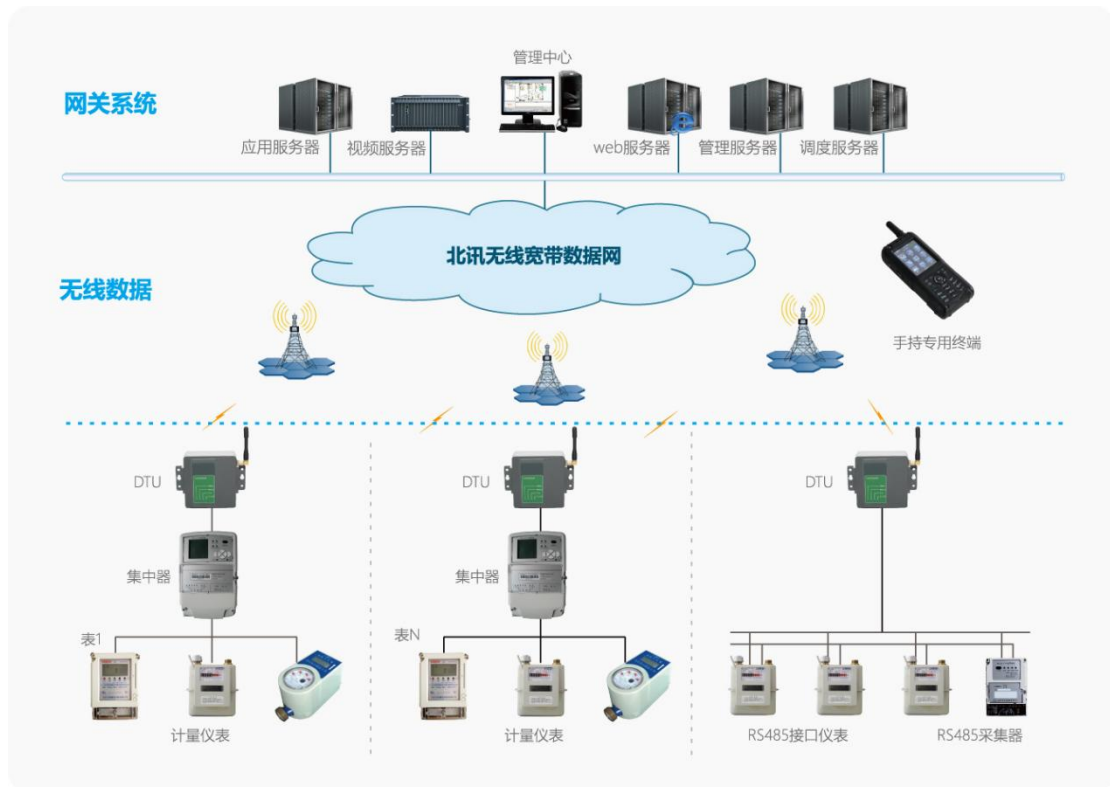 管理中心
网关系统
应用服务器
视频服务器
web服务器
管理服务器
调度服务器
北讯无线宽带数据网
无线数据
手持专用终端
DTU
DTU
DTU
集中器
集中器
表1
表N
计量仪表
计量仪表
RS485接口仪表
RS485采集器